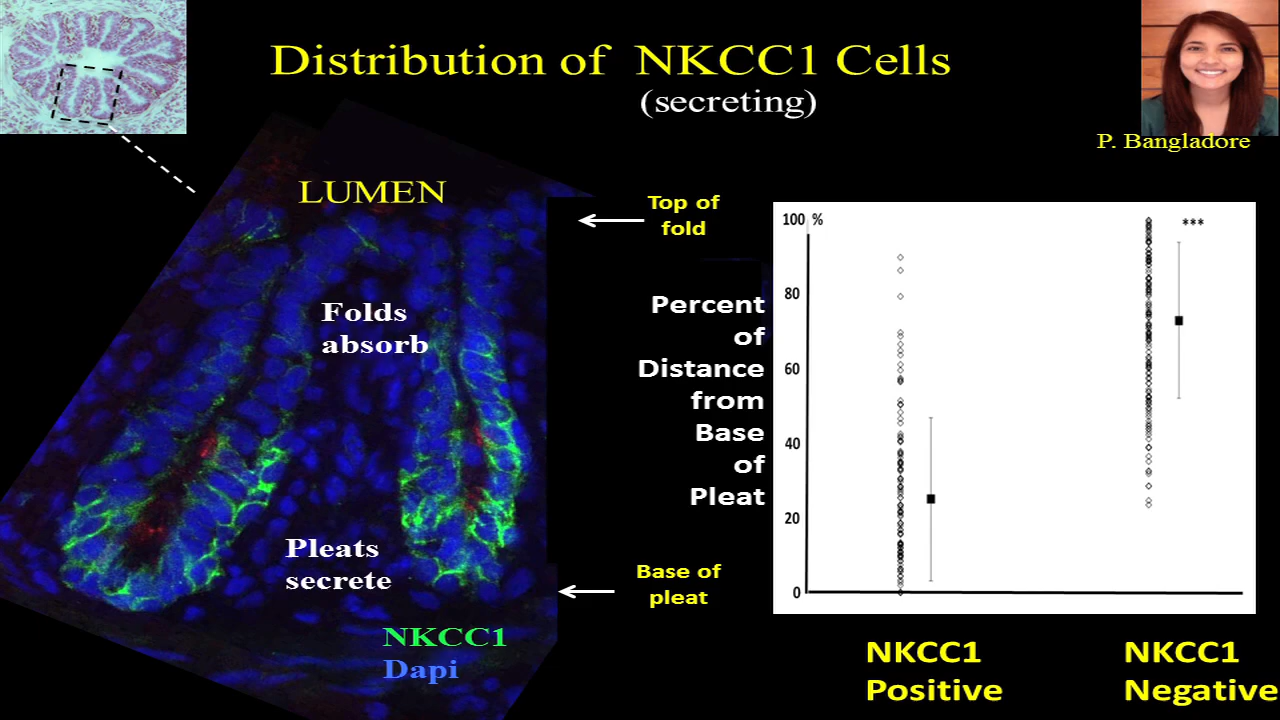 Distribution of NKCC1 Cells
(secreting)
P. Bangladore
LUMEN
Top of
fold
Folds
absorb
Pleats
secrete
Base of
pleat
NKCC1
Dapi
Percent
of
Distance
from
Base
of
Pleat
100 %
80
60
40
20
0
***
NKCC1
Positive
NKCC1
Negative